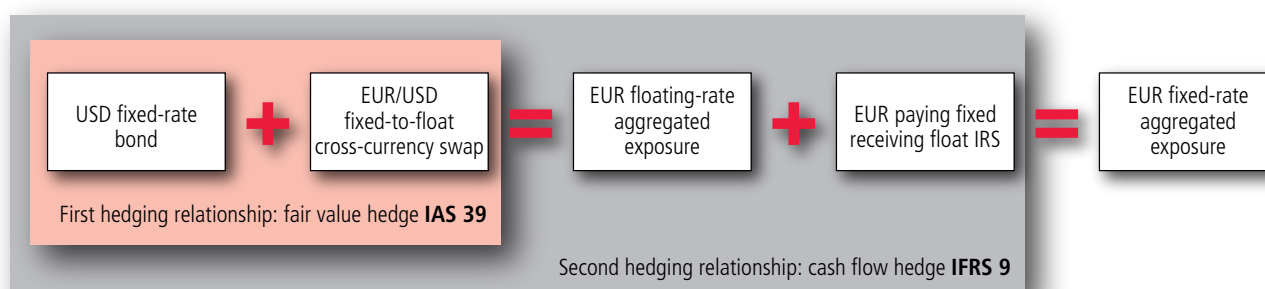 USD fixed-rate
bond
+
EUR/USD
fixed-to-float
cross-currency swap
=
EUR floating-rate
aggregated
exposure
+
EUR paying fixed
receiving float IRS
=
EUR fixed-rate
aggregated
exposure
First hedging relationship: fair value hedge IAS 39
Second hedging relationship: cash flow hedge IFRS 9